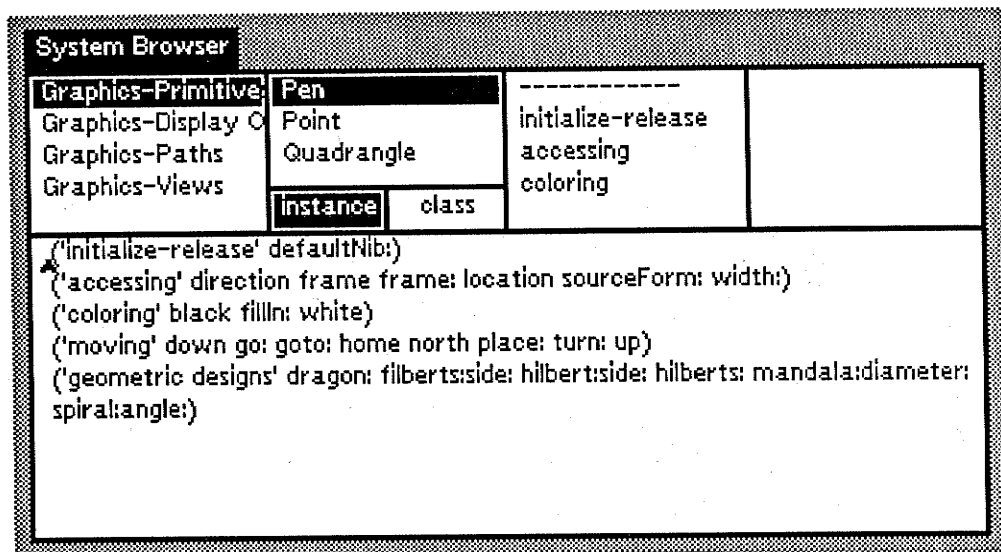 System Browser
Graphics-Primitive
Graphics-Display O
Graphics-Paths
Graphics-Views
Pen
Point
Quadrangle
instance class
------------
initialize-release
accessing
coloring
('initialize-release' defaultNib:)
('accessing' direction frame frame: location sourceForm: width:)
('coloring' black fillIn: white)
('moving' down go: goto: home north place: turn: up)
('geometric designs' dragon: filberts:side: hilbert:side: hilberts: mandala:diameter:
spiral:angle:)